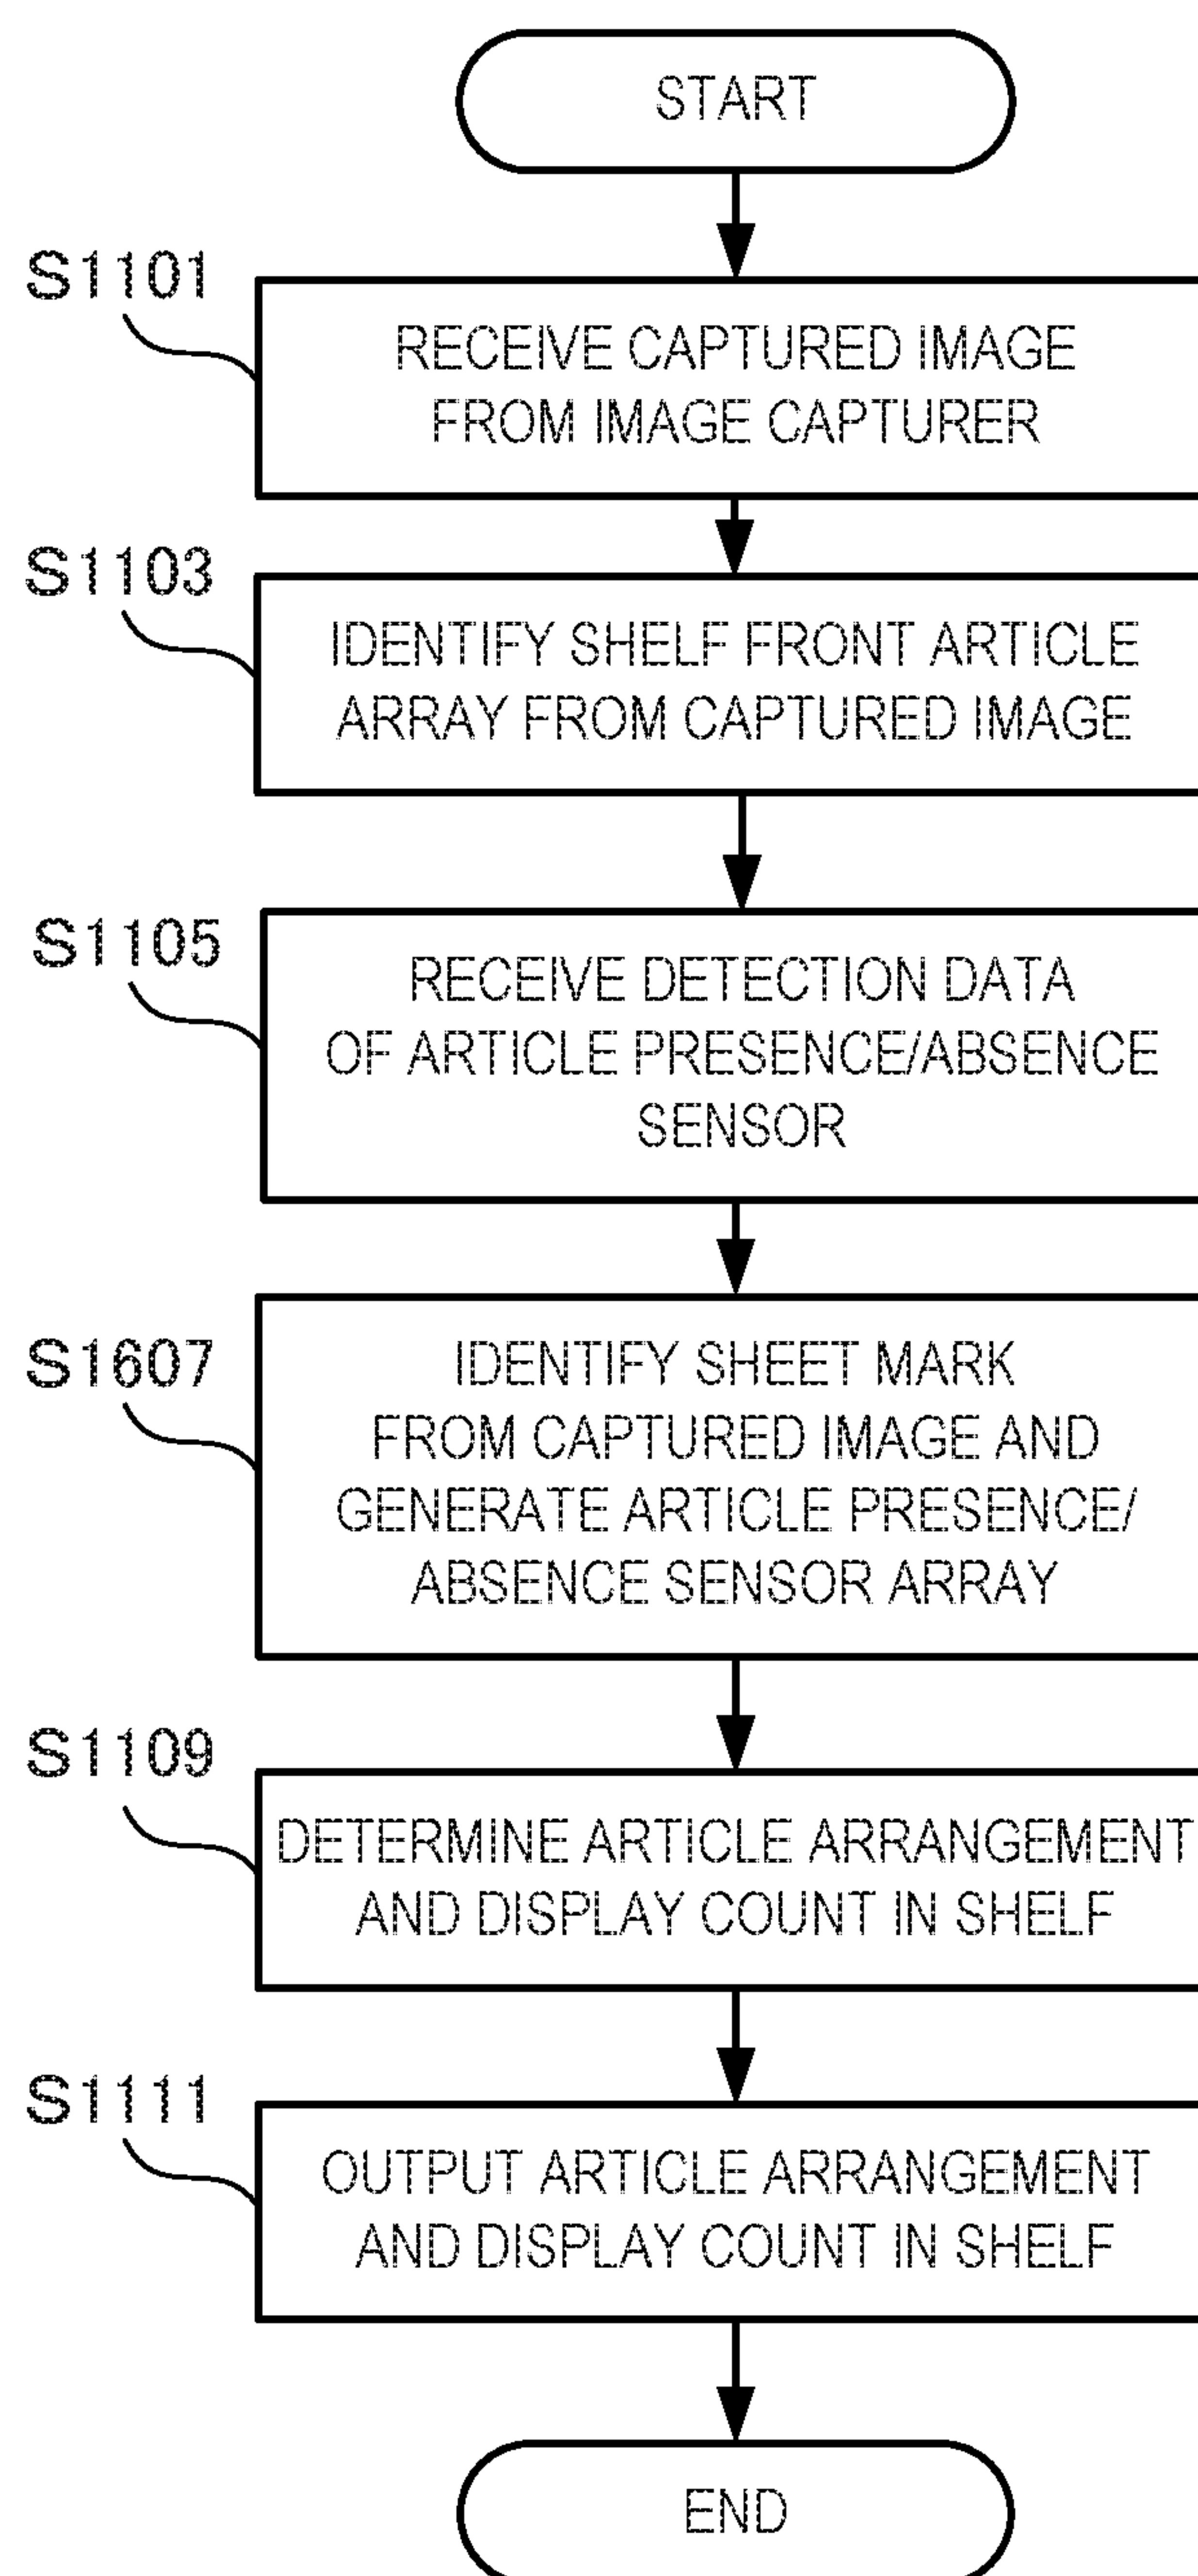 START
S1101
RECEIVE CAPTURED IMAGE
FROM IMAGE CAPTURER
S1103
IDENTIFY SHELF FRONT ARTICLE
ARRAY FROM CAPTURED IMAGE
S1105
RECEIVE DETECTION DATA
OF ARTICLE PRESENCE/ABSENCE
SENSOR
S1607
IDENTIFY SHEET MARK
FROM CAPTURED IMAGE AND
GENERATE ARTICLE PRESENCE/
ABSENCE SENSOR ARRAY
S1109
DETERMINE ARTICLE ARRANGEMENT
AND DISPLAY COUNT IN SHELF
S1111
OUTPUT ARTICLE ARRANGEMENT
AND DISPLAY COUNT IN SHELF
END